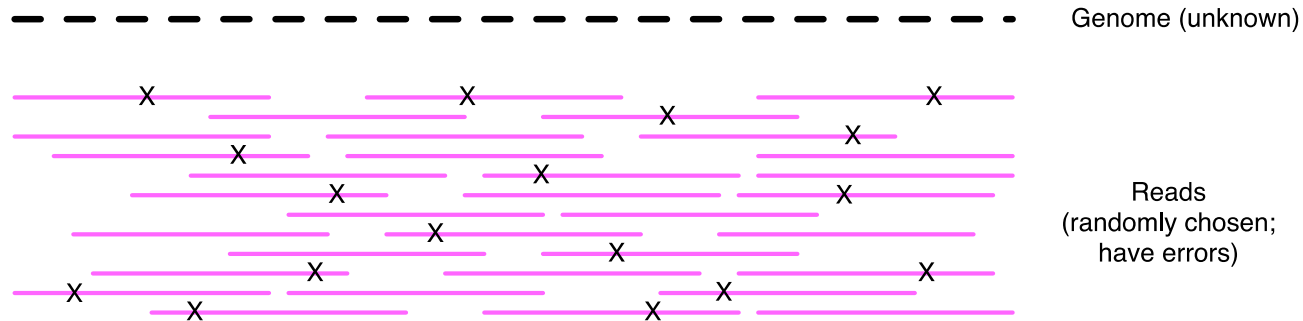 Genome (unknown)
X X X
X
X
X
X
X X
X
X
X X
X X
X X
Reads
(randomly chosen;
have errors)